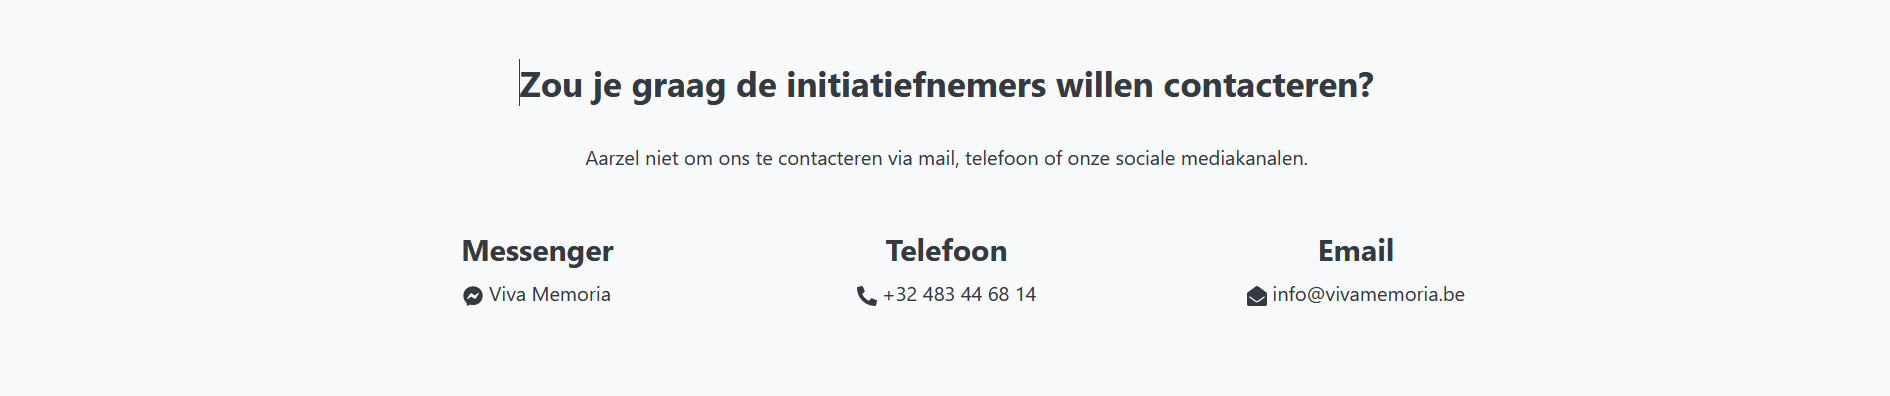 Zou je graag de initiatiefnemers willen contacteren?
Aarzel niet om ons te contacteren via mail, telefoon of onze sociale mediakanalen.
Messenger
Viva Memoria
Telefoon
+32 483 44 68 14
Email
info@vivamemoria.be